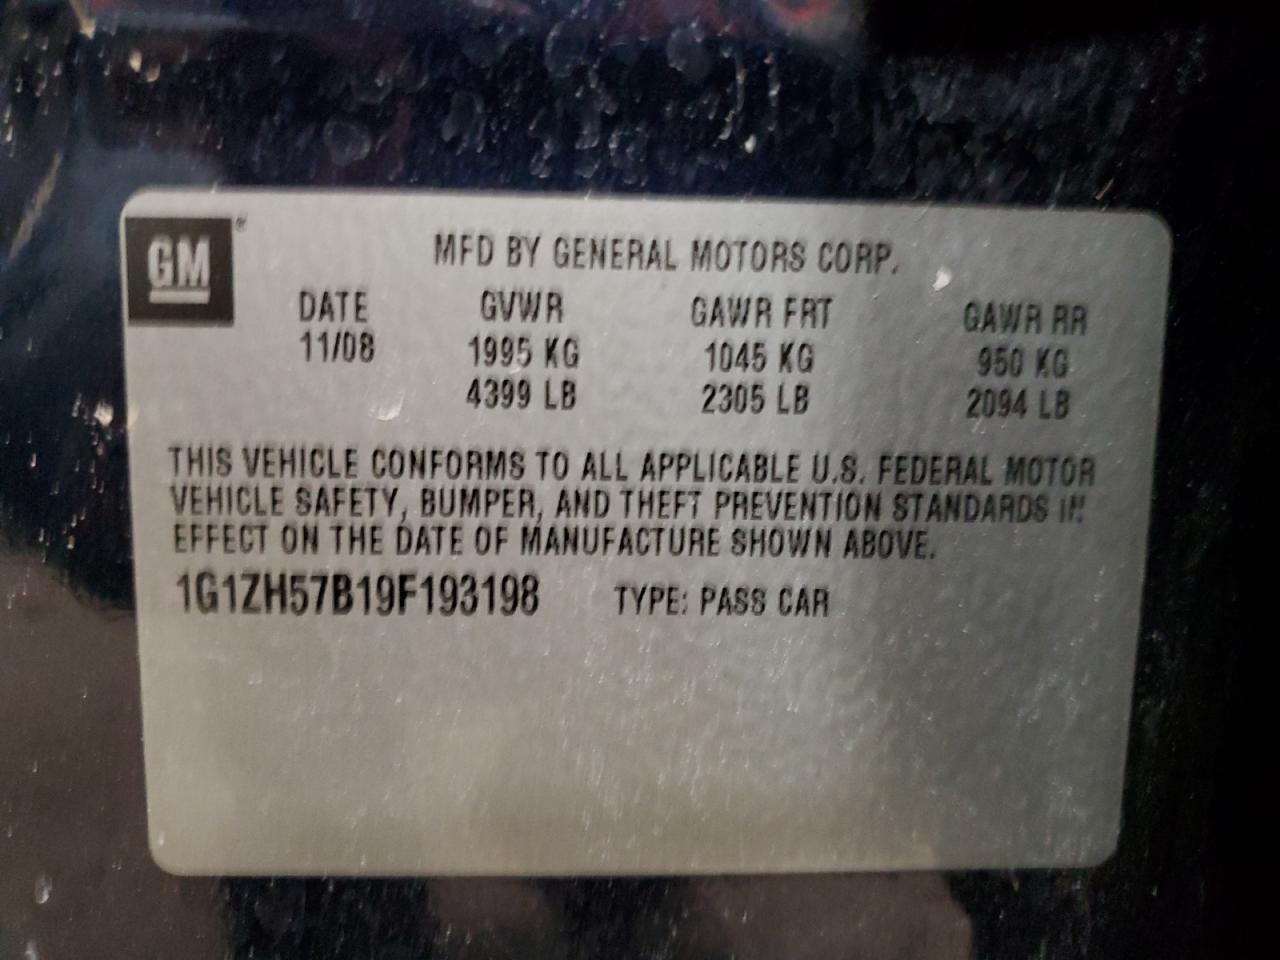 GM ®
MFD BY GENERAL MOTORS CORP.
DATE GVWR GAWR FRT GAWR RR
11/08 1995 KG 1045 KG 950 KG
4399 LB 2305 LB 2094 LB
THIS VEHICLE CONFORMS TO ALL APPLICABLE U.S. FEDERAL MOTOR
VEHICLE SAFETY, BUMPER, AND THEFT PREVENTION STANDARDS IN
EFFECT ON THE DATE OF MANUFACTURE SHOWN ABOVE.
1G1ZH57B19F193198 TYPE: PASS CAR